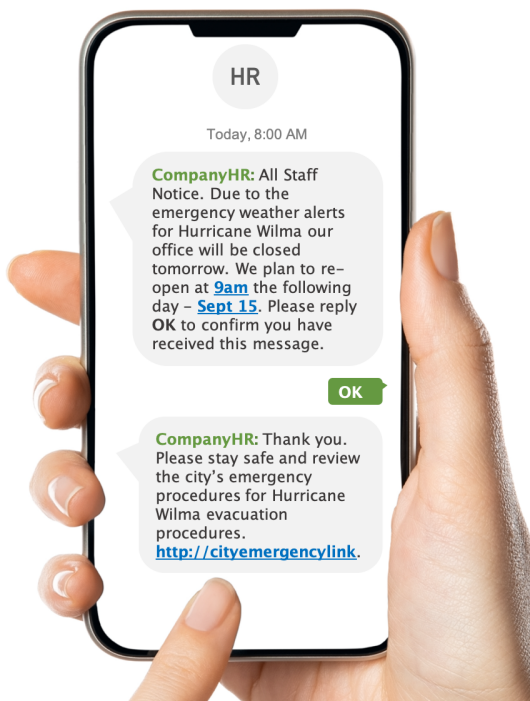 HR
Today, 8:00 AM
CompanyHR: All Staff
Notice. Due to the
emergency weather alerts
for Hurricane Wilma our
office will be closed
tomorrow. We plan to re-
open at 9am the following
day – Sept 15. Please reply
OK to confirm you have
received this message.
OK
CompanyHR: Thank you.
Please stay safe and review
the city's emergency
procedures for Hurricane
Wilma evacuation
procedures.
http://cityemergencylink.